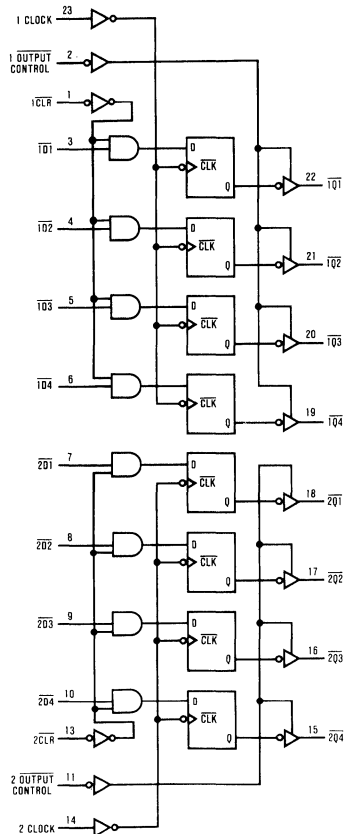 1 CLOCK 23
1 OUTPUT 2
CONTROL
1CLR 1
1D1 3 D CLK Q 22 1Q1
1D2 4 D CLK Q 21 1Q2
1D3 5 D CLK Q 20 1Q3
1D4 6 D CLK Q 19 1Q4
2D1 7 D CLK Q 18 2Q1
2D2 8 D CLK Q 17 2Q2
2D3 9 D CLK Q 16 2Q3
2D4 10 D CLK Q 15 2Q4
2CLR 13
2 OUTPUT 11
CONTROL
2 CLOCK 14